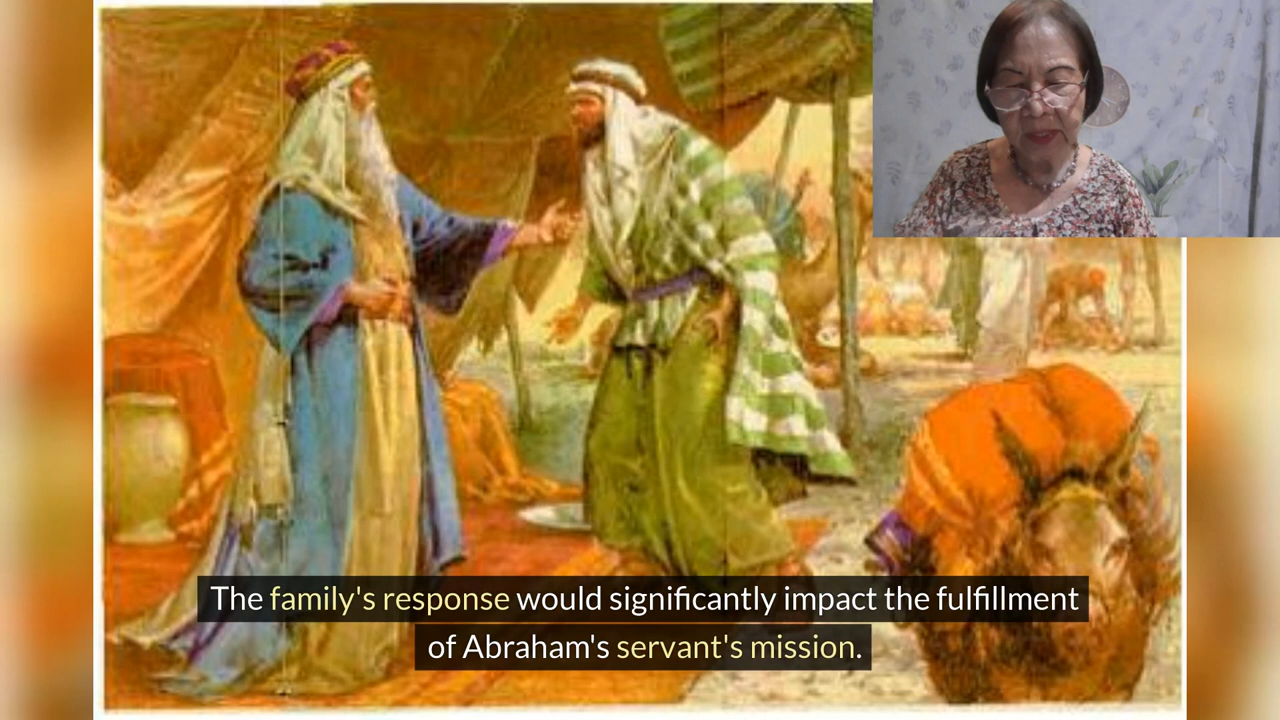 The family's response would significantly impact the fulfillment
of Abraham's servant's mission.